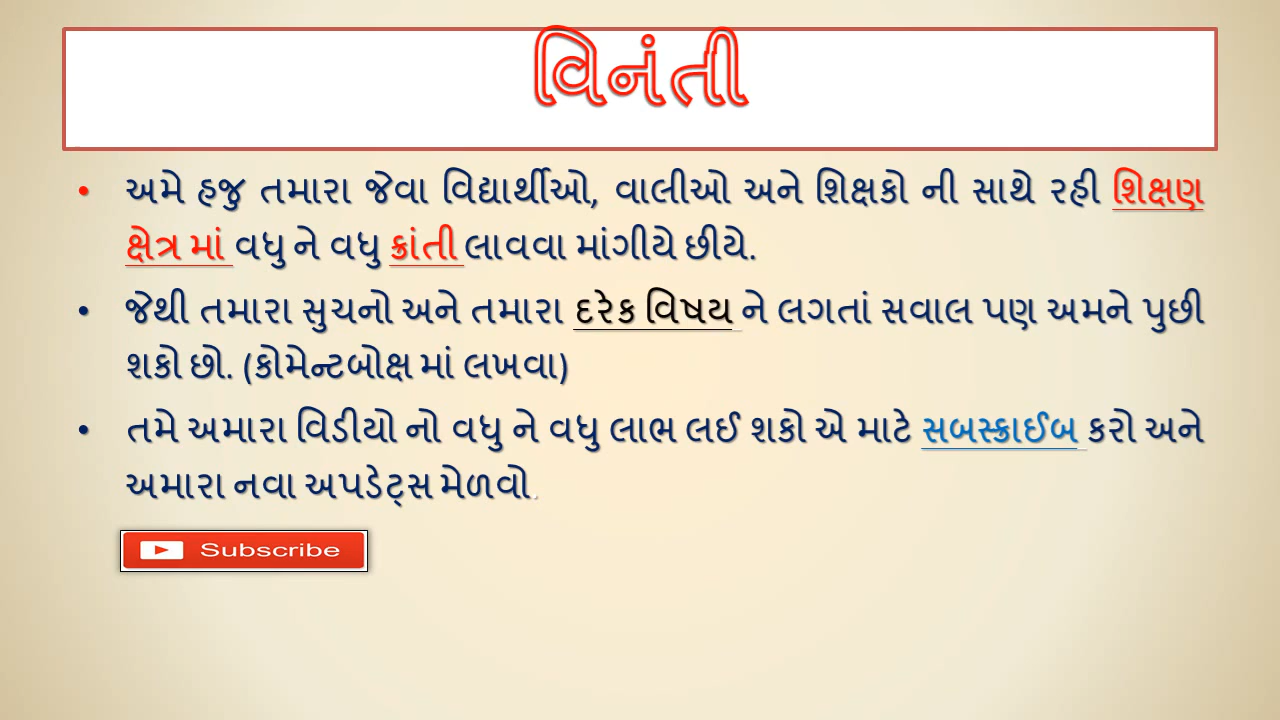 વિનંતી
• અમે હજુ તમારા જેવા વિદ્યાર્થીઓ, વાલીઓ અને શિક્ષકો ની સાથે રહી શિક્ષણ
ક્ષેત્ર માં વધુ ને વધુ ક્રાંતી લાવવા માંગીયે છીયે.
• જેથી તમારા સુચનો અને તમારા દરેક વિષય ને લગતાં સવાલ પણ અમને પુછી
શકો છો. (કોમેન્ટબોક્ષ માં લખવા)
• તમે અમારા વિડીયો નો વધુ ને વધુ લાભ લઈ શકો એ માટે સબસ્ક્રાઈબ કરો અને
અમારા નવા અપડેટ્સ મેળવો.
Subscribe